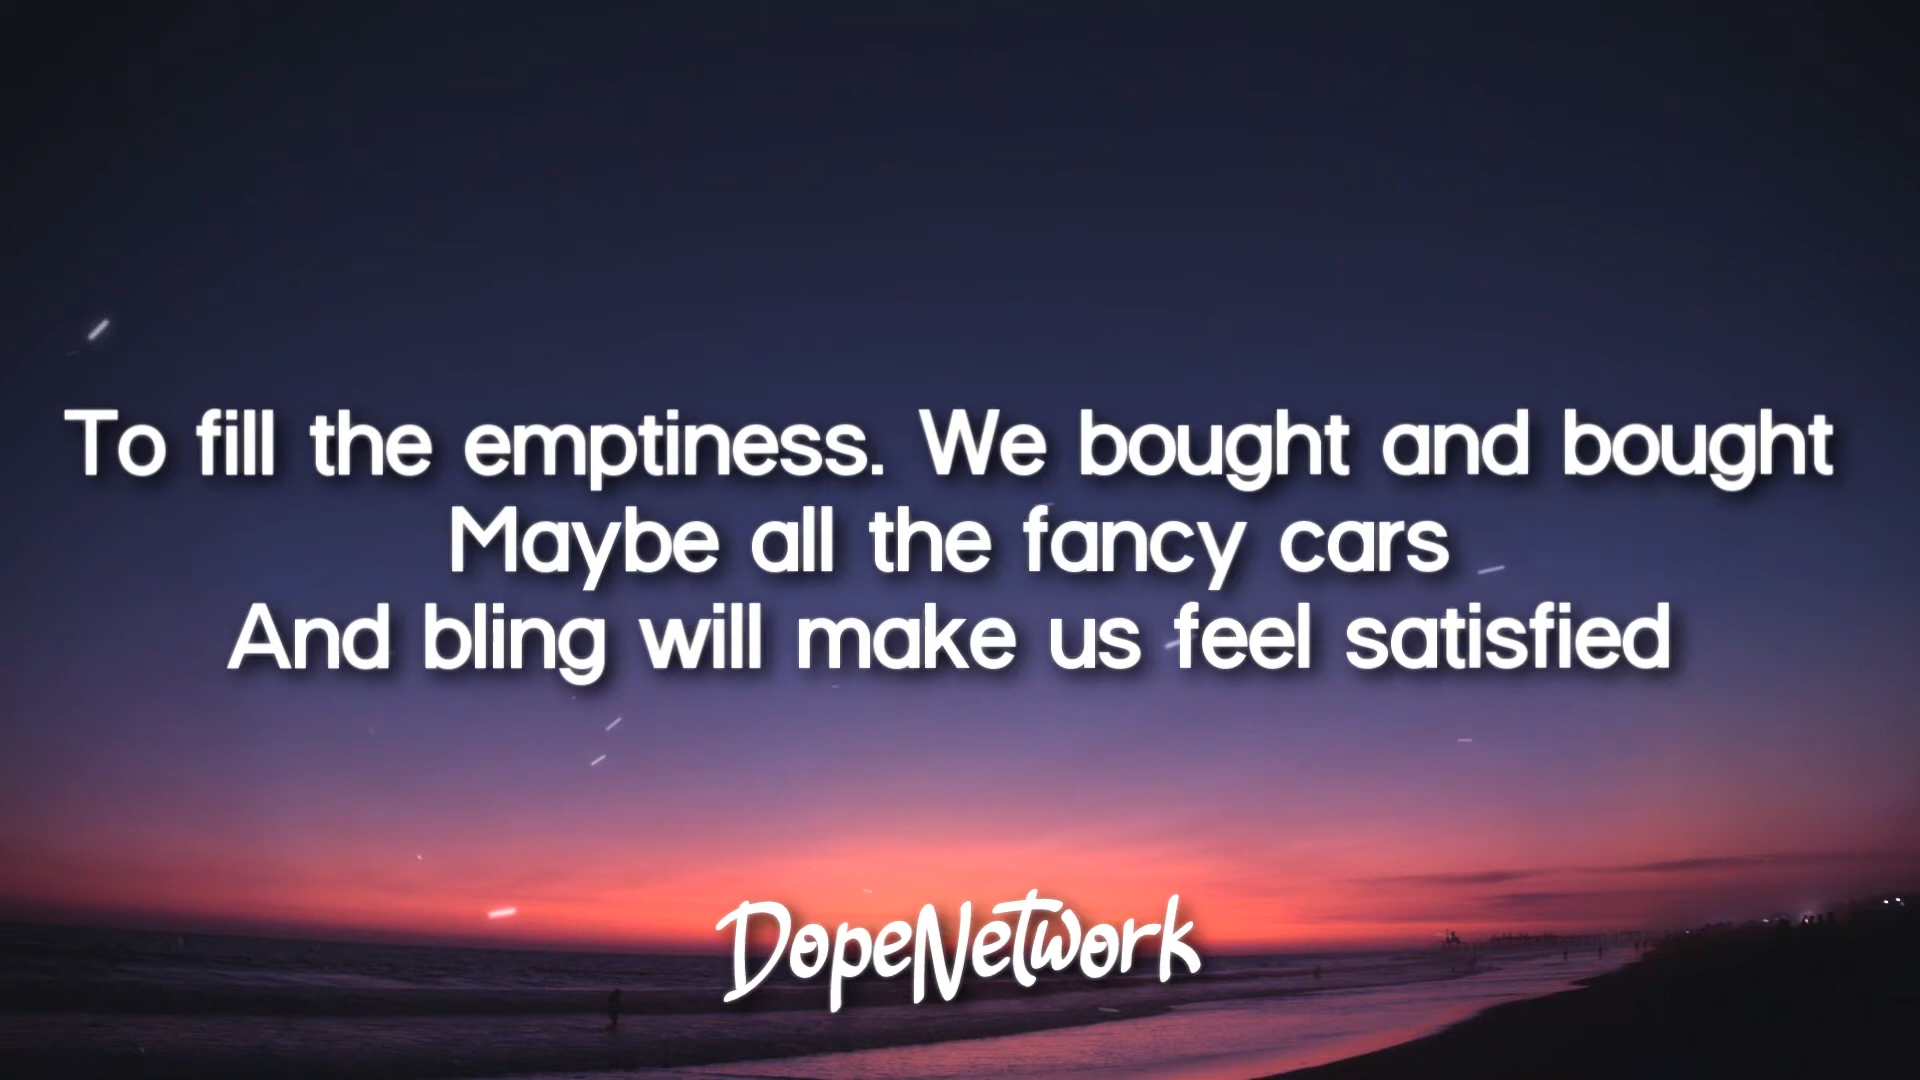 To fill the emptiness. We bought and bought
Maybe all the fancy cars
And bling will make us feel satisfied
DopeNetwork